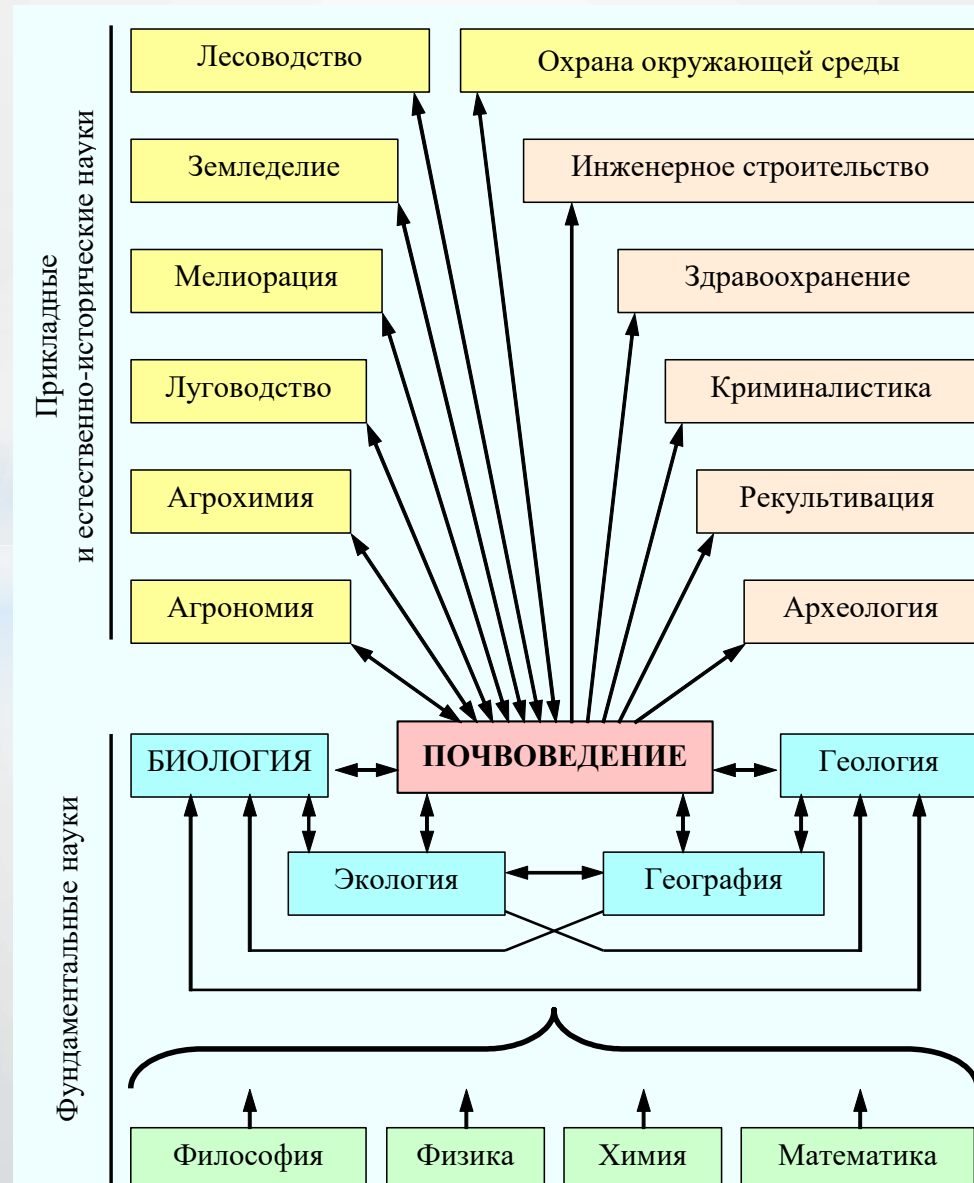 Прикладные
и естественно-исторические науки
Лесоводство
Охрана окружающей среды
Земледелие
Инженерное строительство
Мелиорация
Здравоохранение
Луговодство
Криминалистика
Агрохимия
Рекультивация
Агрономия
Археология
Фундаментальные науки
БИОЛОГИЯ
ПОЧВОВЕДЕНИЕ
Геология
Экология
География
Философия
Физика
Химия
Математика